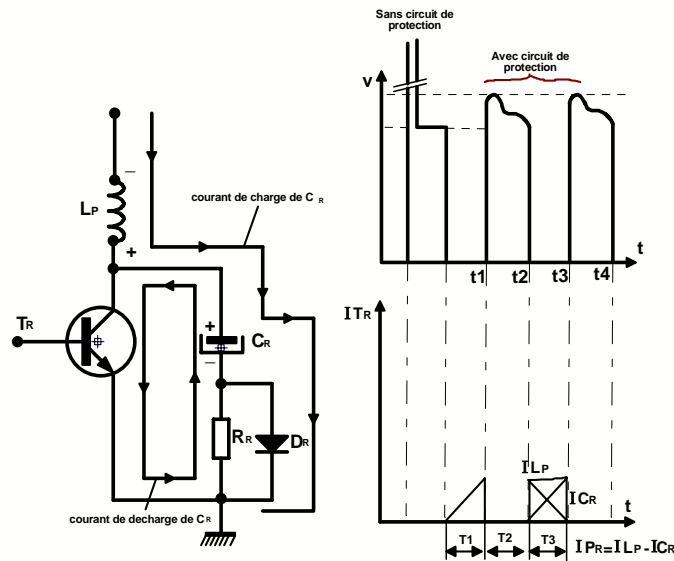 Sans circuit de
protection
Avec circuit de
protection
V
t
t1 t2 t3 t4
LP
–
+
courant de charge de C R
TR
+
–
CR
RR
DR
courant de decharge de CR
ITR
ILP
ICR
t
T1 T2 T3
IPR=ILP-ICR